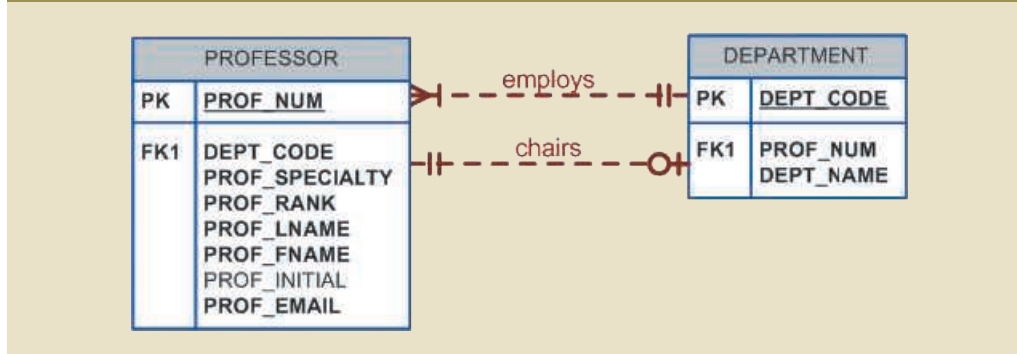 PROFESSOR
PK PROF_NUM
FK1 DEPT_CODE
PROF_SPECIALTY
PROF_RANK
PROF_LNAME
PROF_FNAME
PROF_INITIAL
PROF_EMAIL
employs
chairs
DEPARTMENT
PK DEPT_CODE
FK1 PROF_NUM
DEPT_NAME